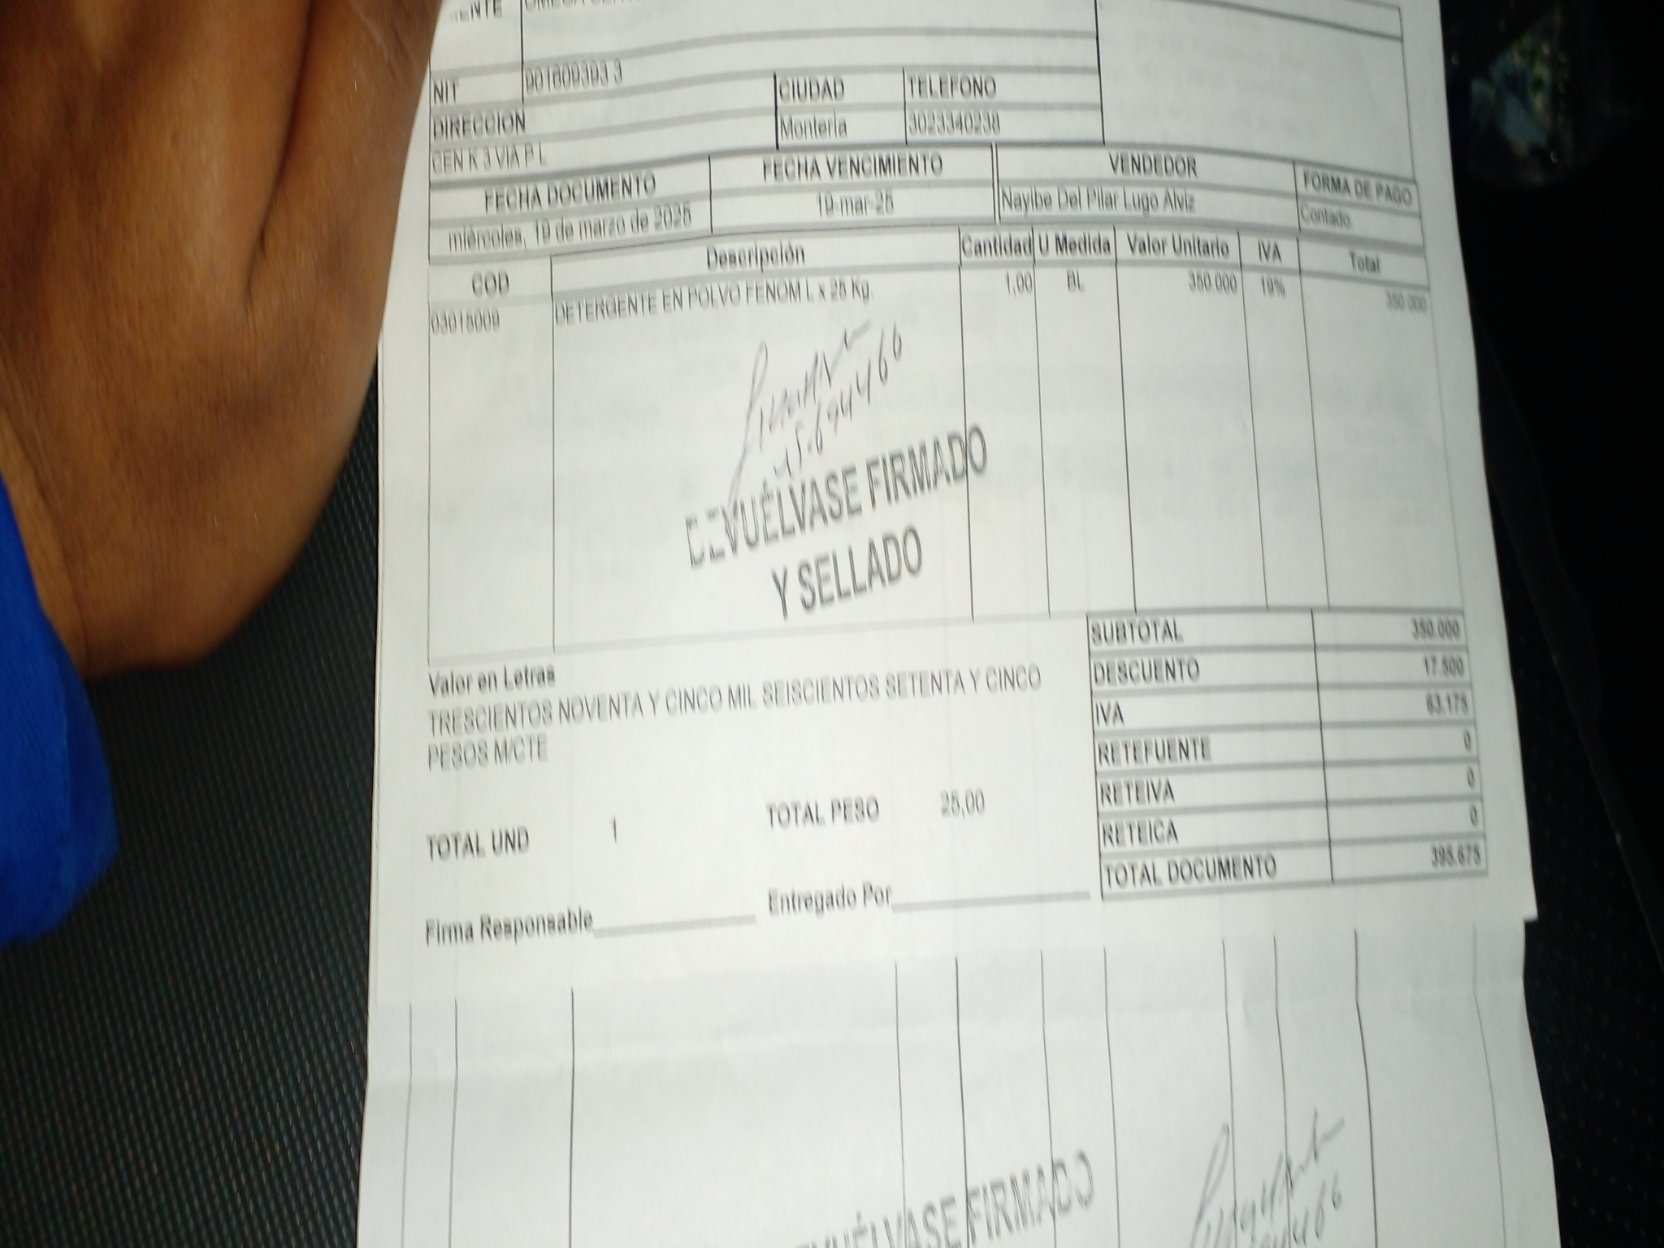 NIT 901609393 3 CIUDAD TELEFONO
DIRECCION Montería 3023340238
CEN K 3 VIA P L
FECHA DOCUMENTO FECHA VENCIMIENTO VENDEDOR FORMA DE PAGO
miércoles, 19 de marzo de 2025 19-mar-25 Nayibe Del Pilar Lugo Alviz Contado
COD Descripción Cantidad U Medida Valor Unitario IVA Total
03015009 DETERGENTE EN POLVO FENOM L x 25 Kg. 1,00 BL 350.000 19% 350.000
DEVUÉLVASE FIRMADO
Y SELLADO
SUBTOTAL 350.000
DESCUENTO 17.500
IVA 63.175
RETEFUENTE 0
RETEIVA 0
RETEICA 0
TOTAL DOCUMENTO 395.675
Valor en Letras
TRESCIENTOS NOVENTA Y CINCO MIL SEISCIENTOS SETENTA Y CINCO
PESOS M/CTE
TOTAL UND 1 TOTAL PESO 25,00
Firma Responsable Entregado Por
FIRMADO